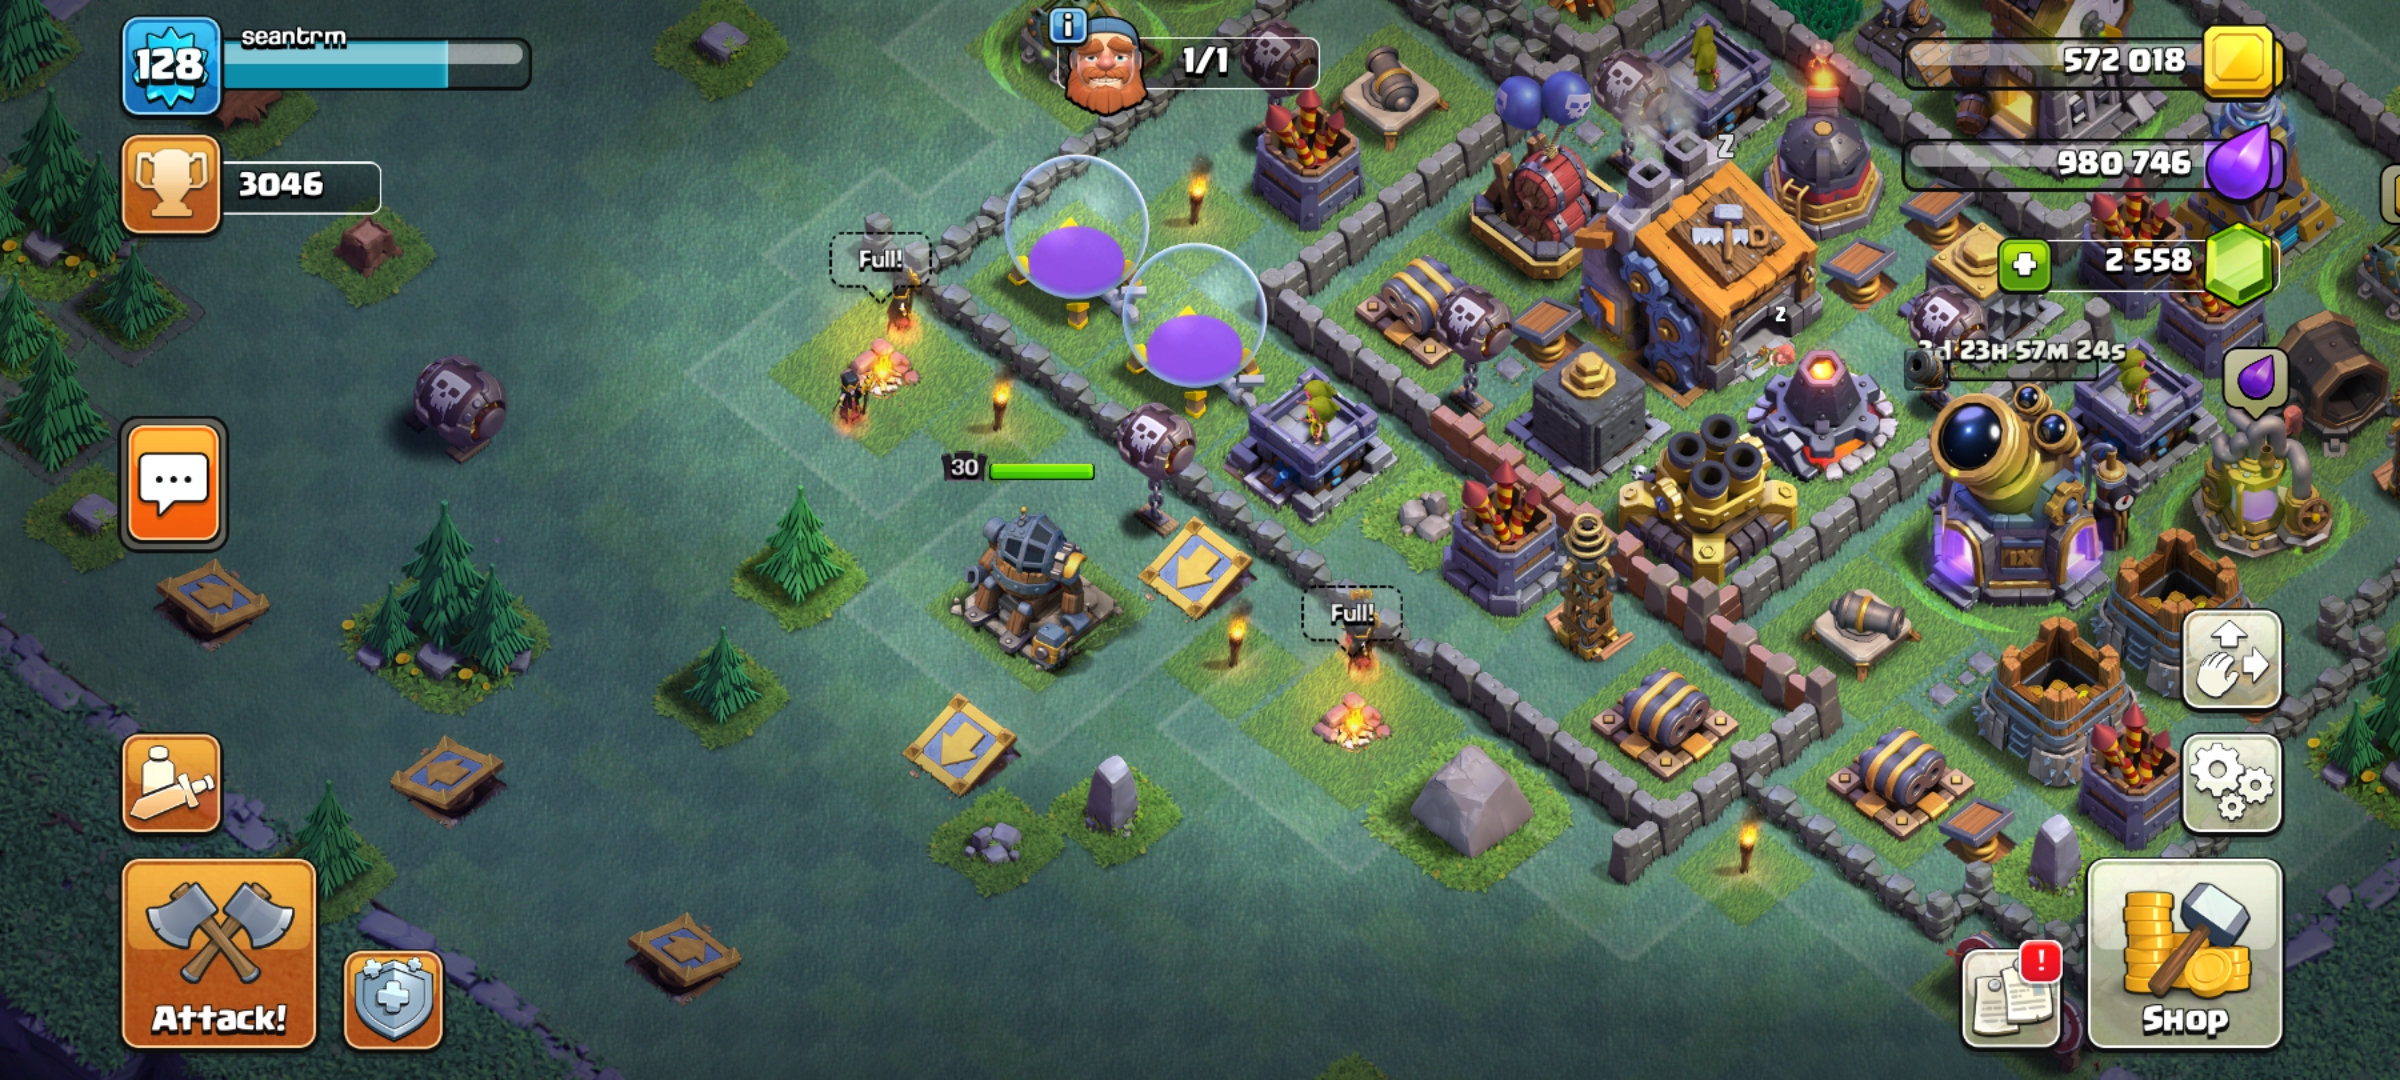 128
seantrm
1/1
572 018
3046
980 746
Full!
2 558
Z
z
23H 57M 24s
30
IX
Full!
!
Attack!
Shop